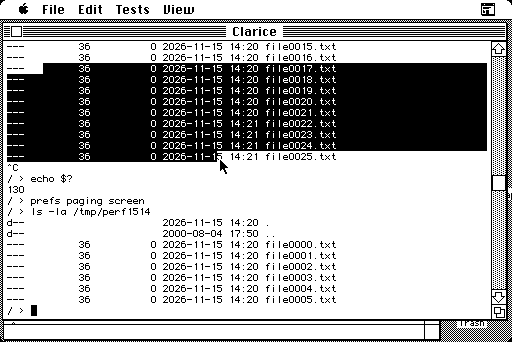 File Edit Tests View
Clarice
--- 36 0 2026-11-15 14:20 file0015.txt
--- 36 0 2026-11-15 14:20 file0016.txt
--- 36 0 2026-11-15 14:20 file0017.txt
--- 36 0 2026-11-15 14:20 file0018.txt
--- 36 0 2026-11-15 14:20 file0019.txt
--- 36 0 2026-11-15 14:20 file0020.txt
--- 36 0 2026-11-15 14:20 file0021.txt
--- 36 0 2026-11-15 14:21 file0022.txt
--- 36 0 2026-11-15 14:21 file0023.txt
--- 36 0 2026-11-15 14:21 file0024.txt
--- 36 0 2026-11-15 14:21 file0025.txt
^C
/ > echo $?
130
/ > prefs paging screen
/ > ls -la /tmp/perf1514
d-- 2026-11-15 14:20 .
d-- 2000-08-04 17:50 ..
--- 36 0 2026-11-15 14:20 file0000.txt
--- 36 0 2026-11-15 14:20 file0001.txt
--- 36 0 2026-11-15 14:20 file0002.txt
--- 36 0 2026-11-15 14:20 file0003.txt
--- 36 0 2026-11-15 14:20 file0004.txt
--- 36 0 2026-11-15 14:20 file0005.txt
/ >
Trash